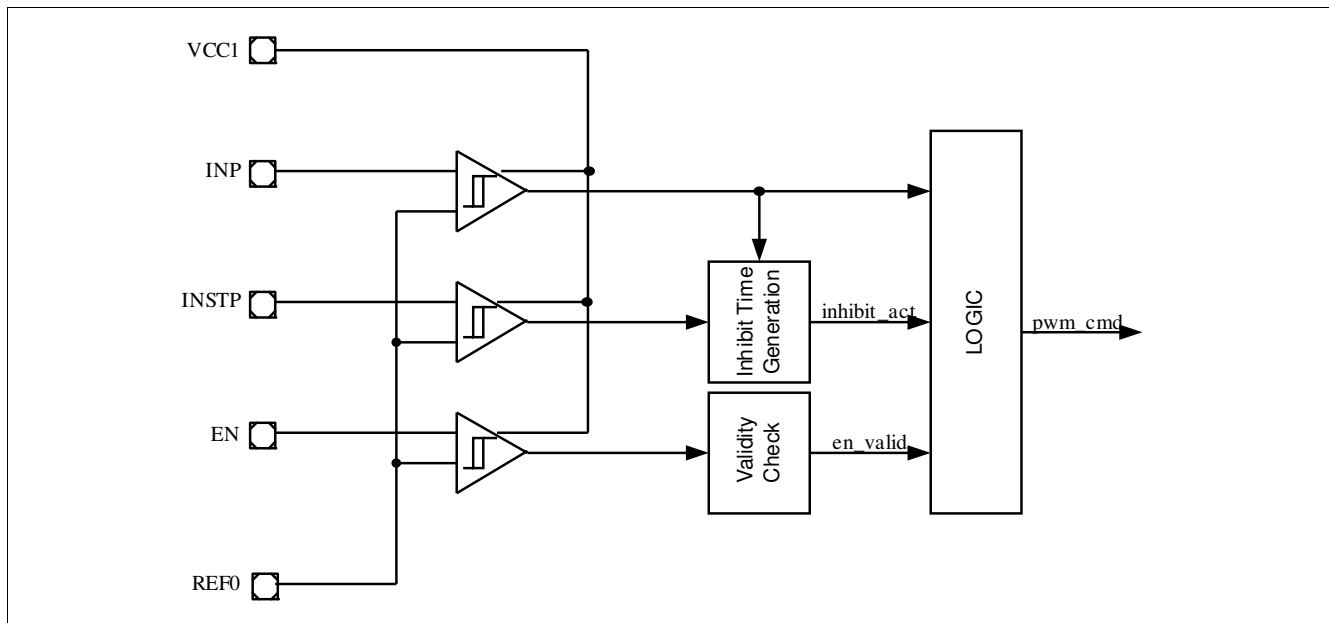 VCC1
INP
INSTP
EN
REF0
Inhibit Time
Generation
inhibit_act
Validity
Check
en_valid
LOGIC
pwm_cmd